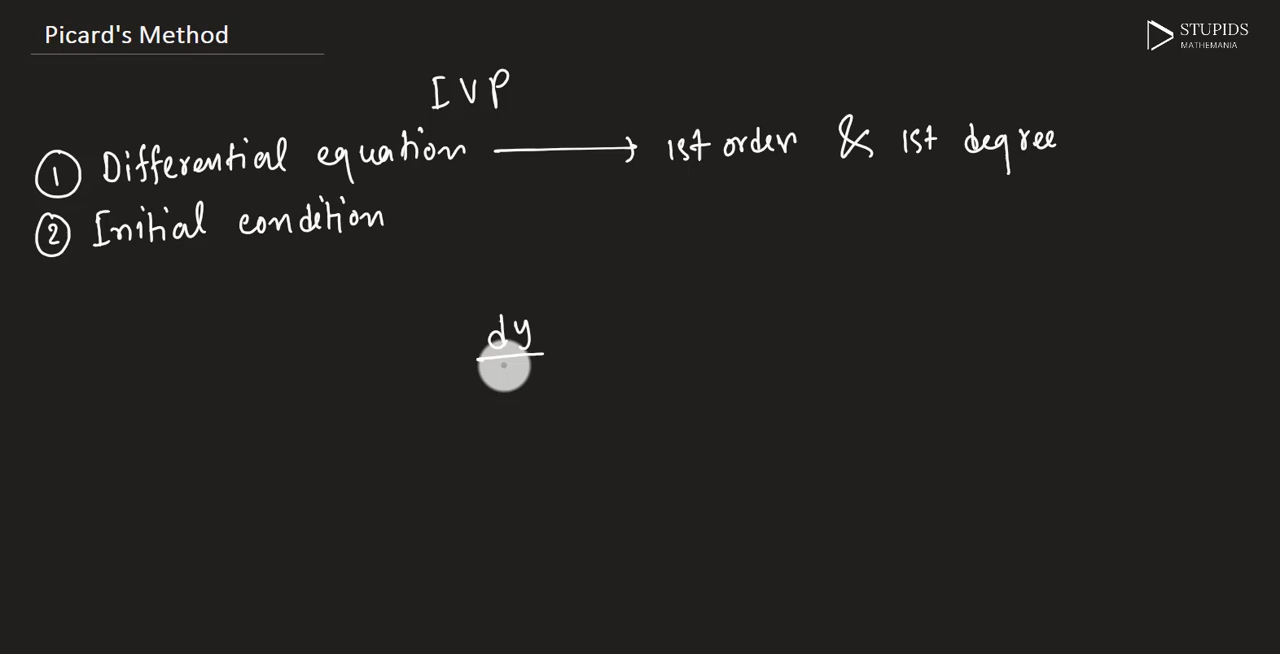 Picard's Method
STUPIDS
MATHEMANIA
IVP
① Differential equation → 1st order & 1st degree
② Initial condition
dy